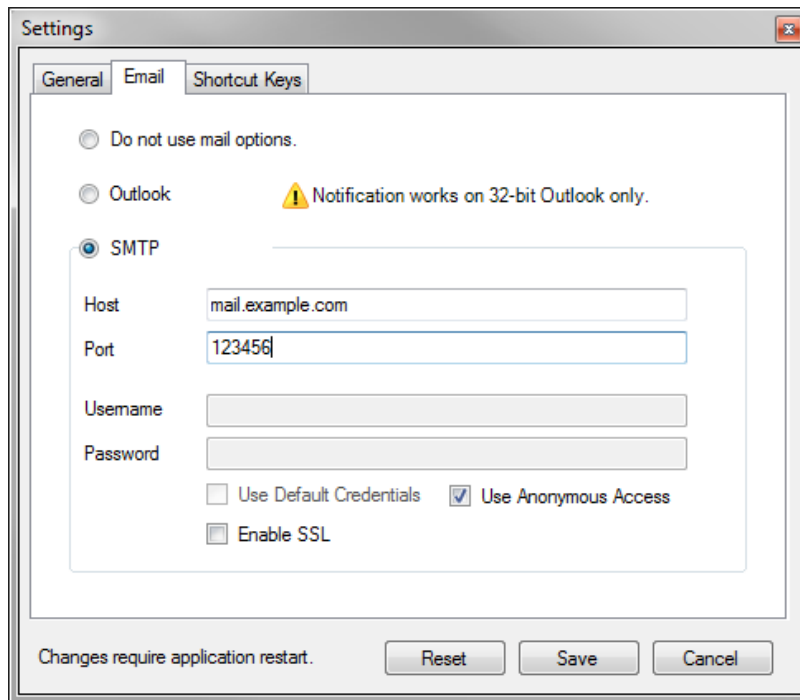 Settings
General Email Shortcut Keys
Do not use mail options.
Outlook Notification works on 32-bit Outlook only.
SMTP
Host mail.example.com
Port 123456
Username
Password
Use Default Credentials Use Anonymous Access
Enable SSL
Changes require application restart. Reset Save Cancel